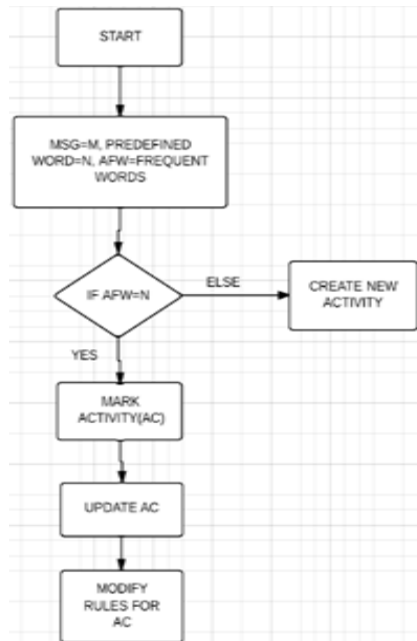 START
MSG=M, PREDEFINED
WORD=N, AFW=FREQUENT
WORDS
IF AFW=N
ELSE
CREATE NEW
ACTIVITY
YES
MARK
ACTIVITY(AC)
UPDATE AC
MODIFY
RULES FOR
AC